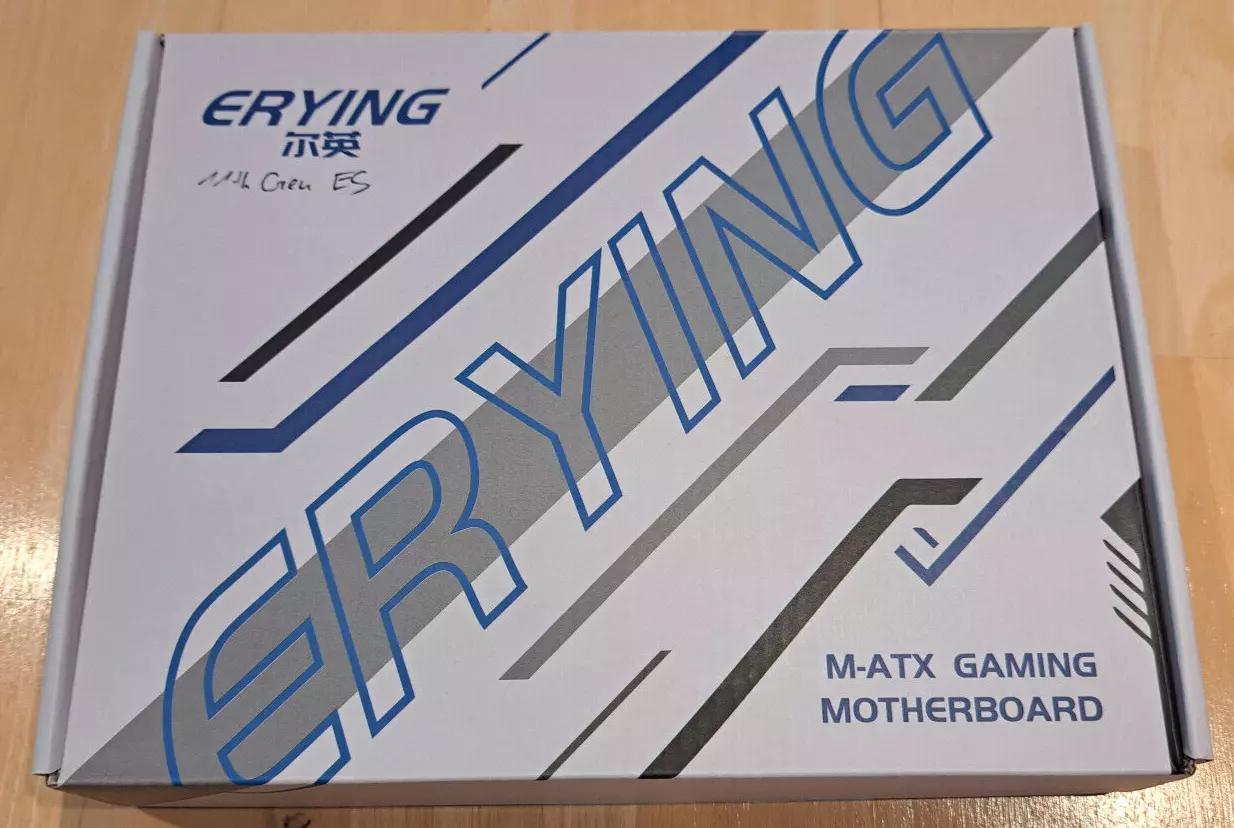 ERYING
尔英
11th Gen ES
ERYING
M-ATX GAMING
MOTHERBOARD